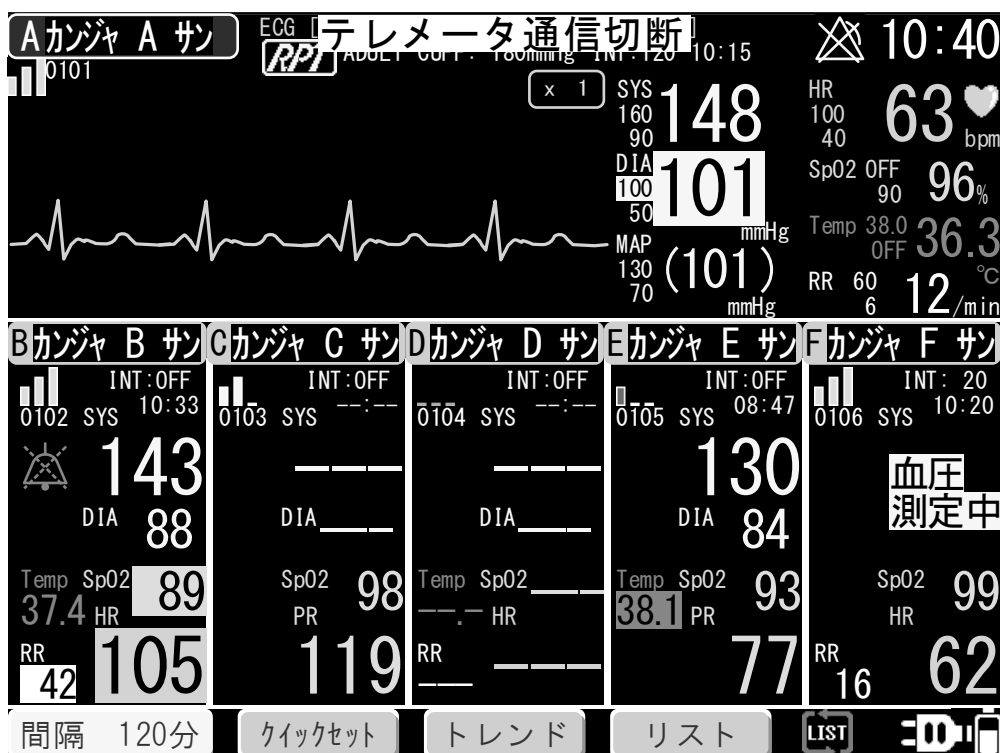 A カンジャ A サン
ECG [
テレメータ通信切断
]
10:40
0101
RPT ADULT CUFF: 180mmHg INT:120 10:15
x 1
SYS
160
90
148
HR
100
40
63
bpm
DIA
100
50
101
mmHg
SpO2 OFF
90
96%
MAP
130
70
(101)
mmHg
Temp 38.0
OFF
36.3
℃
RR 60
6
12/min
B カンジャ B サン
INT:OFF
10:33
0102 SYS
143
DIA 88
Temp SpO2 89
37.4 HR
105
RR
42
C カンジャ C サン
INT:OFF
--:--
0103 SYS
---
DIA ---
SpO2 98
PR
119
D カンジャ D サン
INT:OFF
--:--
0104 SYS
---
DIA ---
Temp SpO2 ---
--.- HR
---
RR
---
E カンジャ E サン
INT:OFF
08:47
0105 SYS
130
DIA 84
Temp SpO2 93
38.1 PR
77
F カンジャ F サン
INT: 20
10:20
0106 SYS
血圧
測定中
SpO2 99
HR
62
RR
16
間隔 120分
クイックセット
トレンド
リスト
LIST